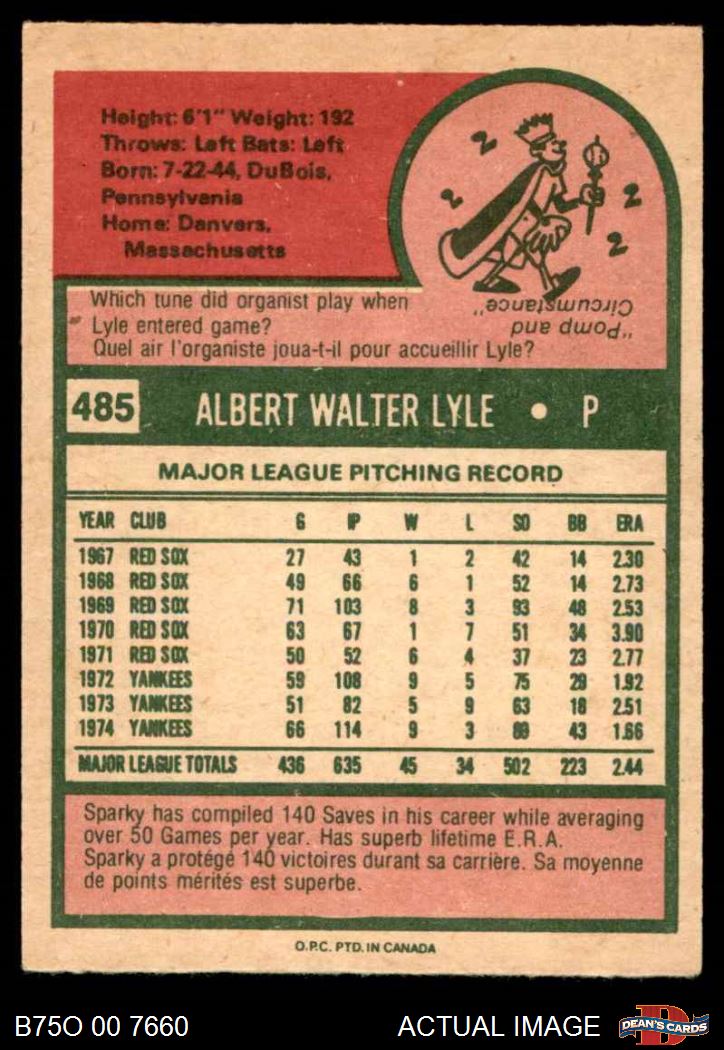 Height: 6'1" Weight: 192
Throws: Left Bats: Left
Born: 7-22-44, DuBois,
Pennsylvania
Home: Danvers,
Massachusetts
2
2
2
2
"Pomp and
Circumstance"
Which tune did organist play when
Lyle entered game?
Quel air l'organiste joua-t-il pour accueillir Lyle?
485 ALBERT WALTER LYLE • P
MAJOR LEAGUE PITCHING RECORD
YEAR CLUB G IP W L SO BB ERA
1967 RED SOX 27 43 1 2 42 14 2.30
1968 RED SOX 49 66 6 1 52 14 2.73
1969 RED SOX 71 103 8 3 93 48 2.53
1970 RED SOX 63 67 1 7 51 34 3.90
1971 RED SOX 50 52 6 4 37 23 2.77
1972 YANKEES 59 108 9 5 75 29 1.92
1973 YANKEES 51 82 5 9 63 18 2.51
1974 YANKEES 66 114 9 3 89 43 1.66
MAJOR LEAGUE TOTALS 436 635 45 34 502 223 2.44
Sparky has compiled 140 Saves in his career while averaging
over 50 Games per year. Has superb lifetime E.R.A.
Sparky a protégé 140 victoires durant sa carrière. Sa moyenne
de points mérités est superbe.
O.P.C. PTD. IN CANADA
B75O 00 7660 ACTUAL IMAGE
D
DEAN'S CARDS